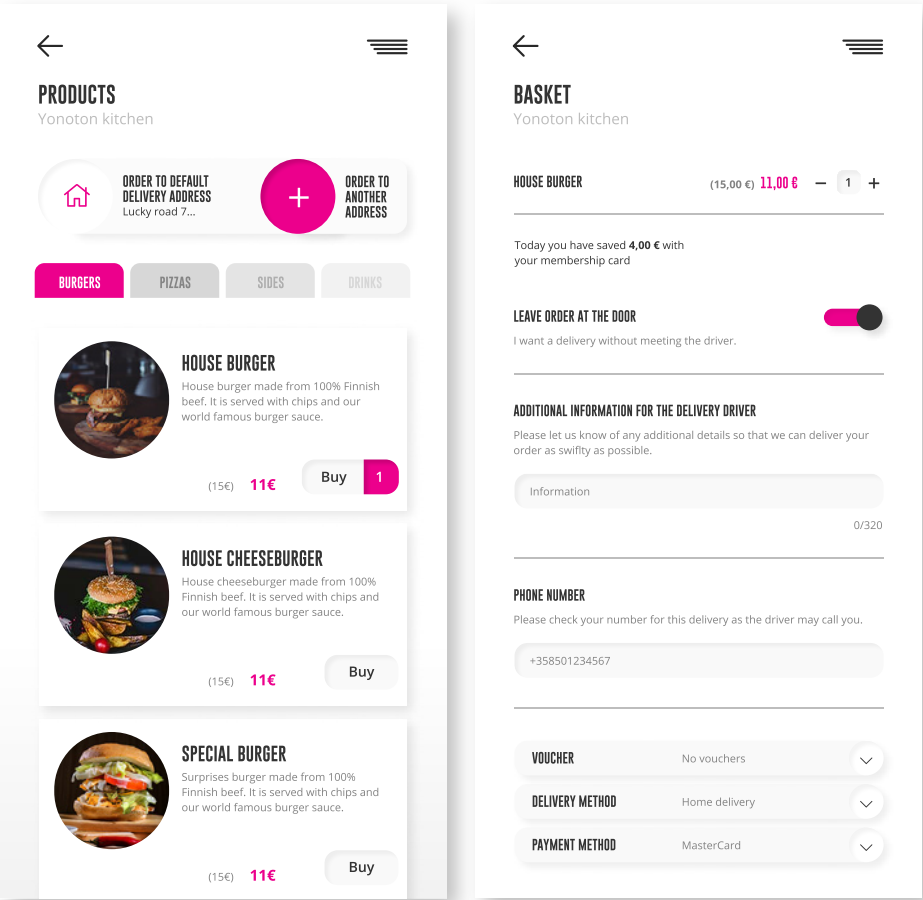 PRODUCTS
Yonoton kitchen
ORDER TO DEFAULT
DELIVERY ADDRESS
Lucky road 7...
ORDER TO
ANOTHER
ADDRESS
BURGERS
PIZZAS
SIDES
DRINKS
HOUSE BURGER
House burger made from 100% Finnish
beef. It is served with chips and our
world famous burger sauce.
(15€) 11€
Buy 1
HOUSE CHEESEBURGER
House cheeseburger made from 100%
Finnish beef. It is served with chips and
our world famous burger sauce.
(15€) 11€
Buy
SPECIAL BURGER
Surprises burger made from 100%
Finnish beef. It is served with chips and
our world famous burger sauce.
(15€) 11€
Buy
BASKET
Yonoton kitchen
HOUSE BURGER (15,00 €) 11,00 € − 1 +
Today you have saved 4,00 € with
your membership card
LEAVE ORDER AT THE DOOR
I want a delivery without meeting the driver.
ADDITIONAL INFORMATION FOR THE DELIVERY DRIVER
Please let us know of any additional details so that we can deliver your
order as swiflty as possible.
Information
0/320
PHONE NUMBER
Please check your number for this delivery as the driver may call you.
+358501234567
VOUCHER No vouchers
DELIVERY METHOD Home delivery
PAYMENT METHOD MasterCard